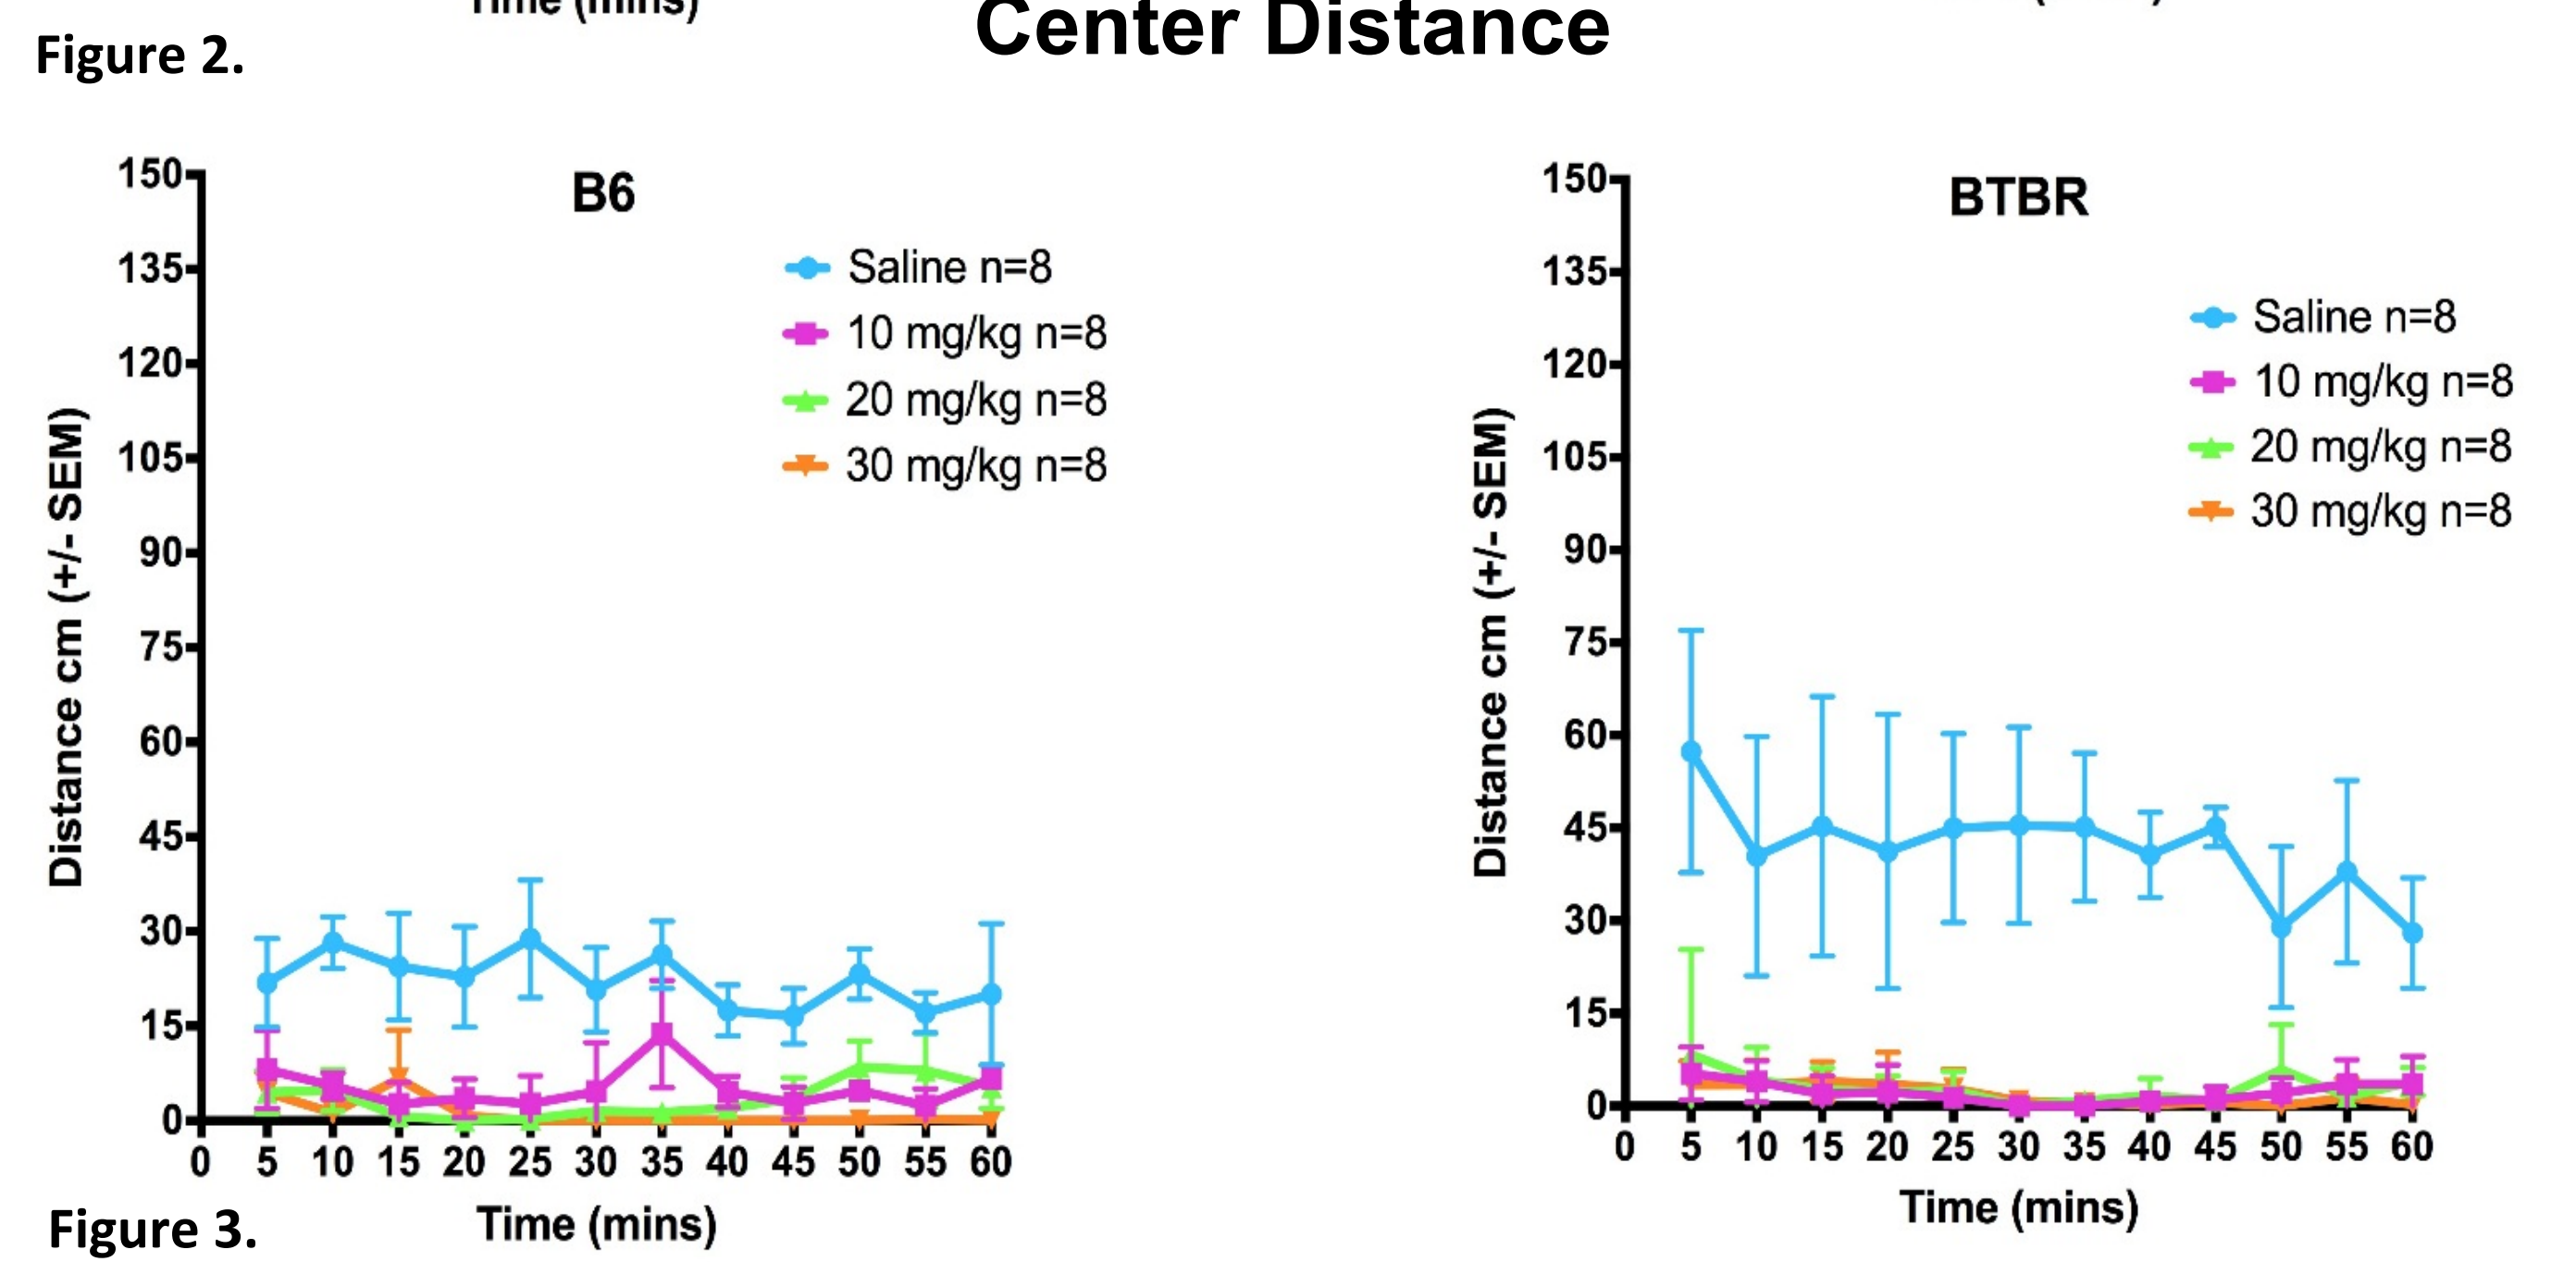 Time (mins)
Figure 2.
Center Distance
B6
150
135
120
105
90
75
60
45
30
15
0
Distance cm (+/- SEM)
Saline n=8
10 mg/kg n=8
20 mg/kg n=8
30 mg/kg n=8
0 5 10 15 20 25 30 35 40 45 50 55 60
Time (mins)
BTBR
150
135
120
105
90
75
60
45
30
15
0
Distance cm (+/- SEM)
Saline n=8
10 mg/kg n=8
20 mg/kg n=8
30 mg/kg n=8
0 5 10 15 20 25 30 35 40 45 50 55 60
Time (mins)
Figure 3.